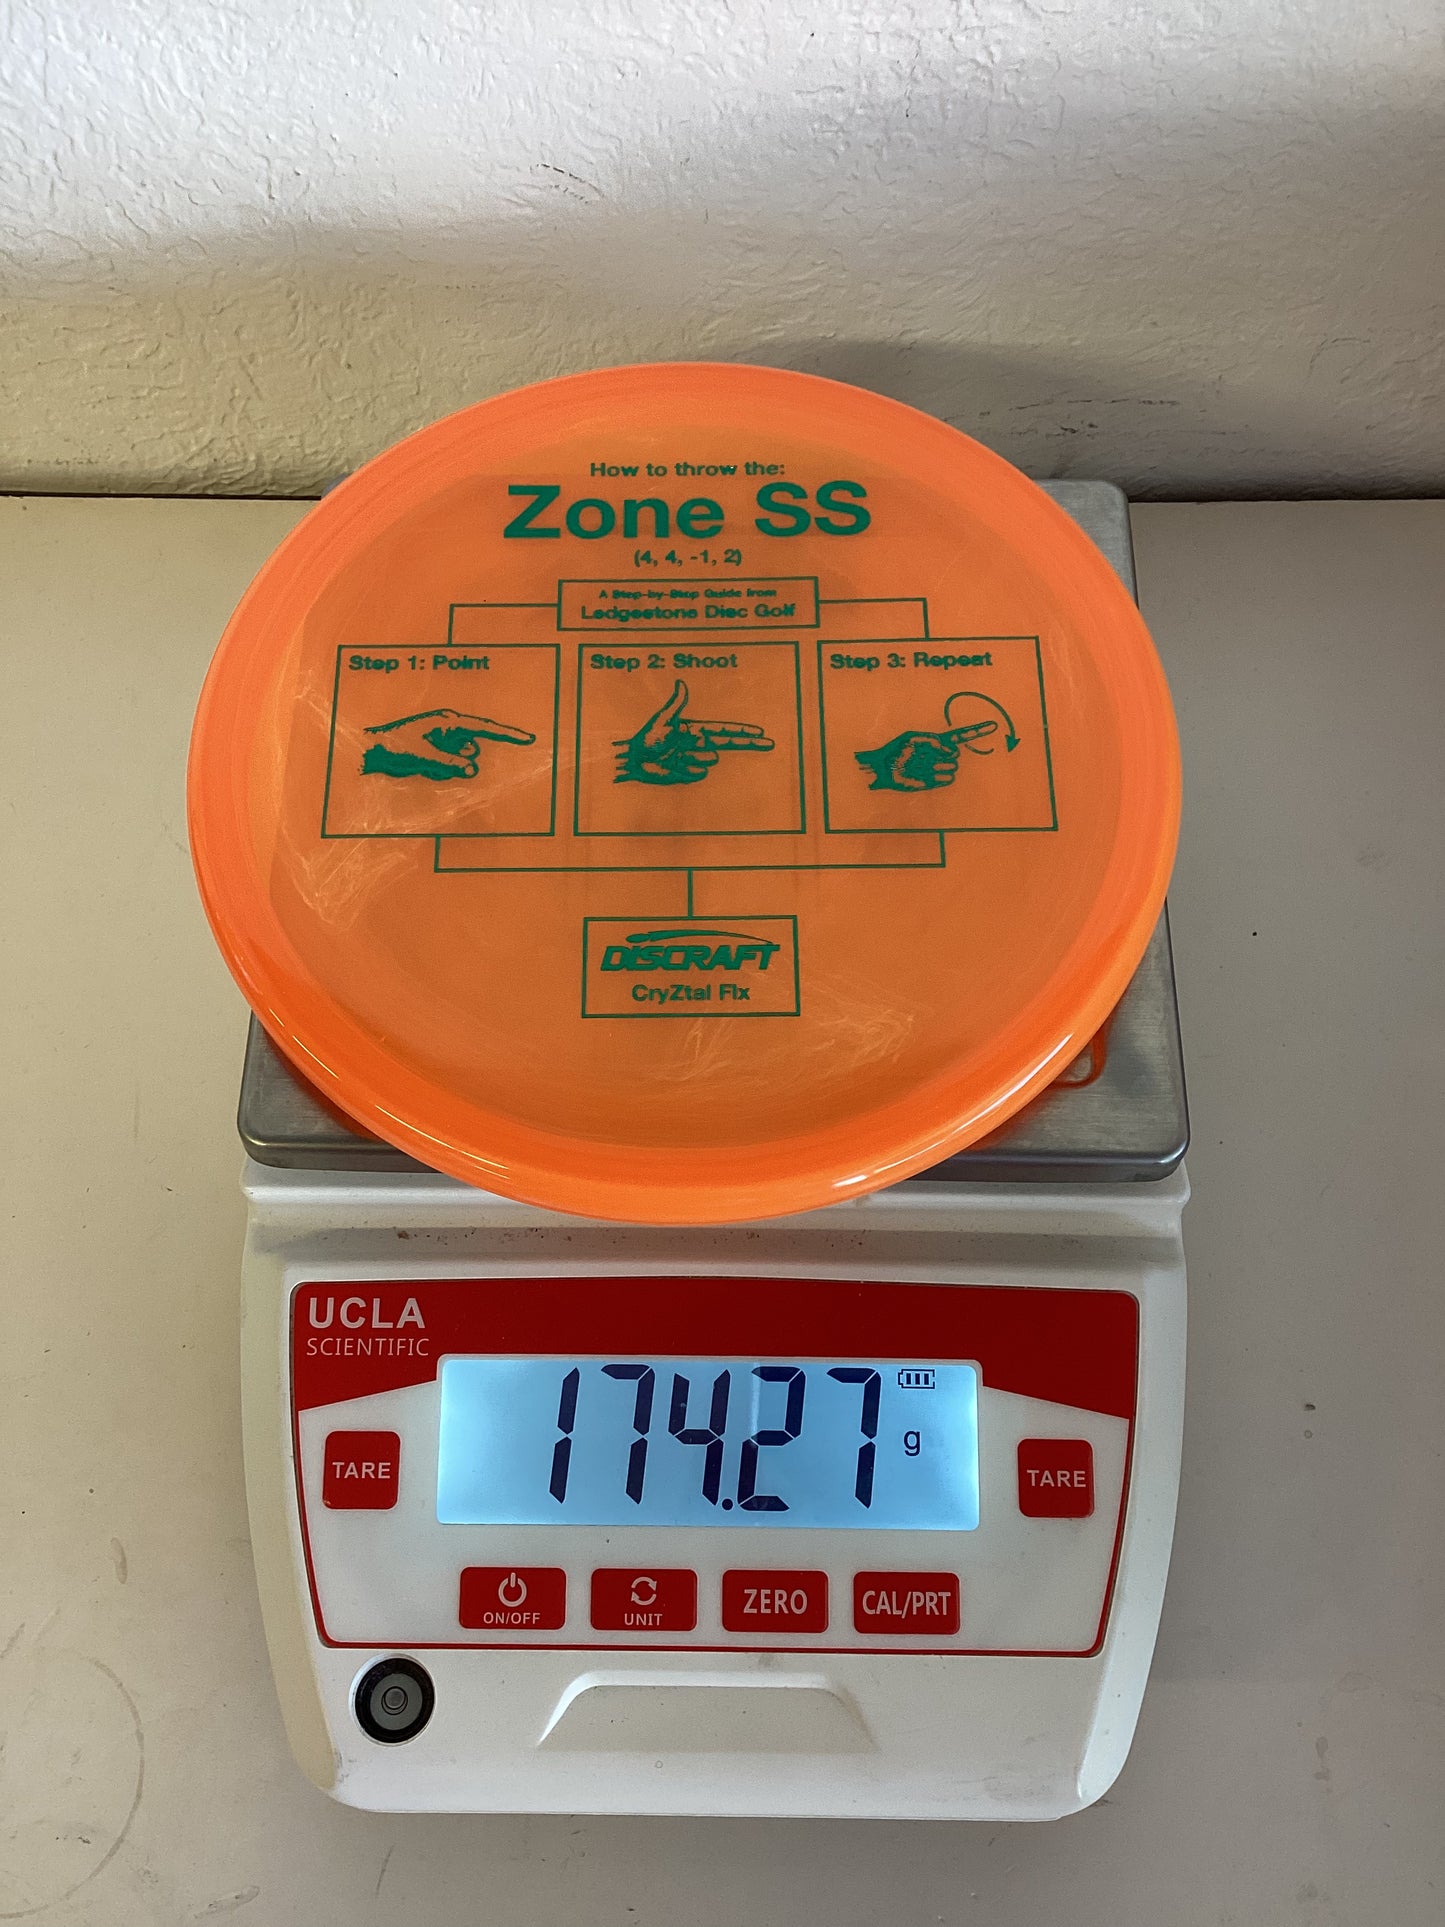 How to throw the:
Zone SS
(4, 4, -1, 2)
A Step-by-Step Guide from
Ledgestone Disc Golf
Step 1: Point
Step 2: Shoot
Step 3: Repeat
DISCRAFT
CryZtal Flx
UCLA
SCIENTIFIC
174.27 g
TARE
TARE
ON/OFF
UNIT
ZERO
CAL/PRT